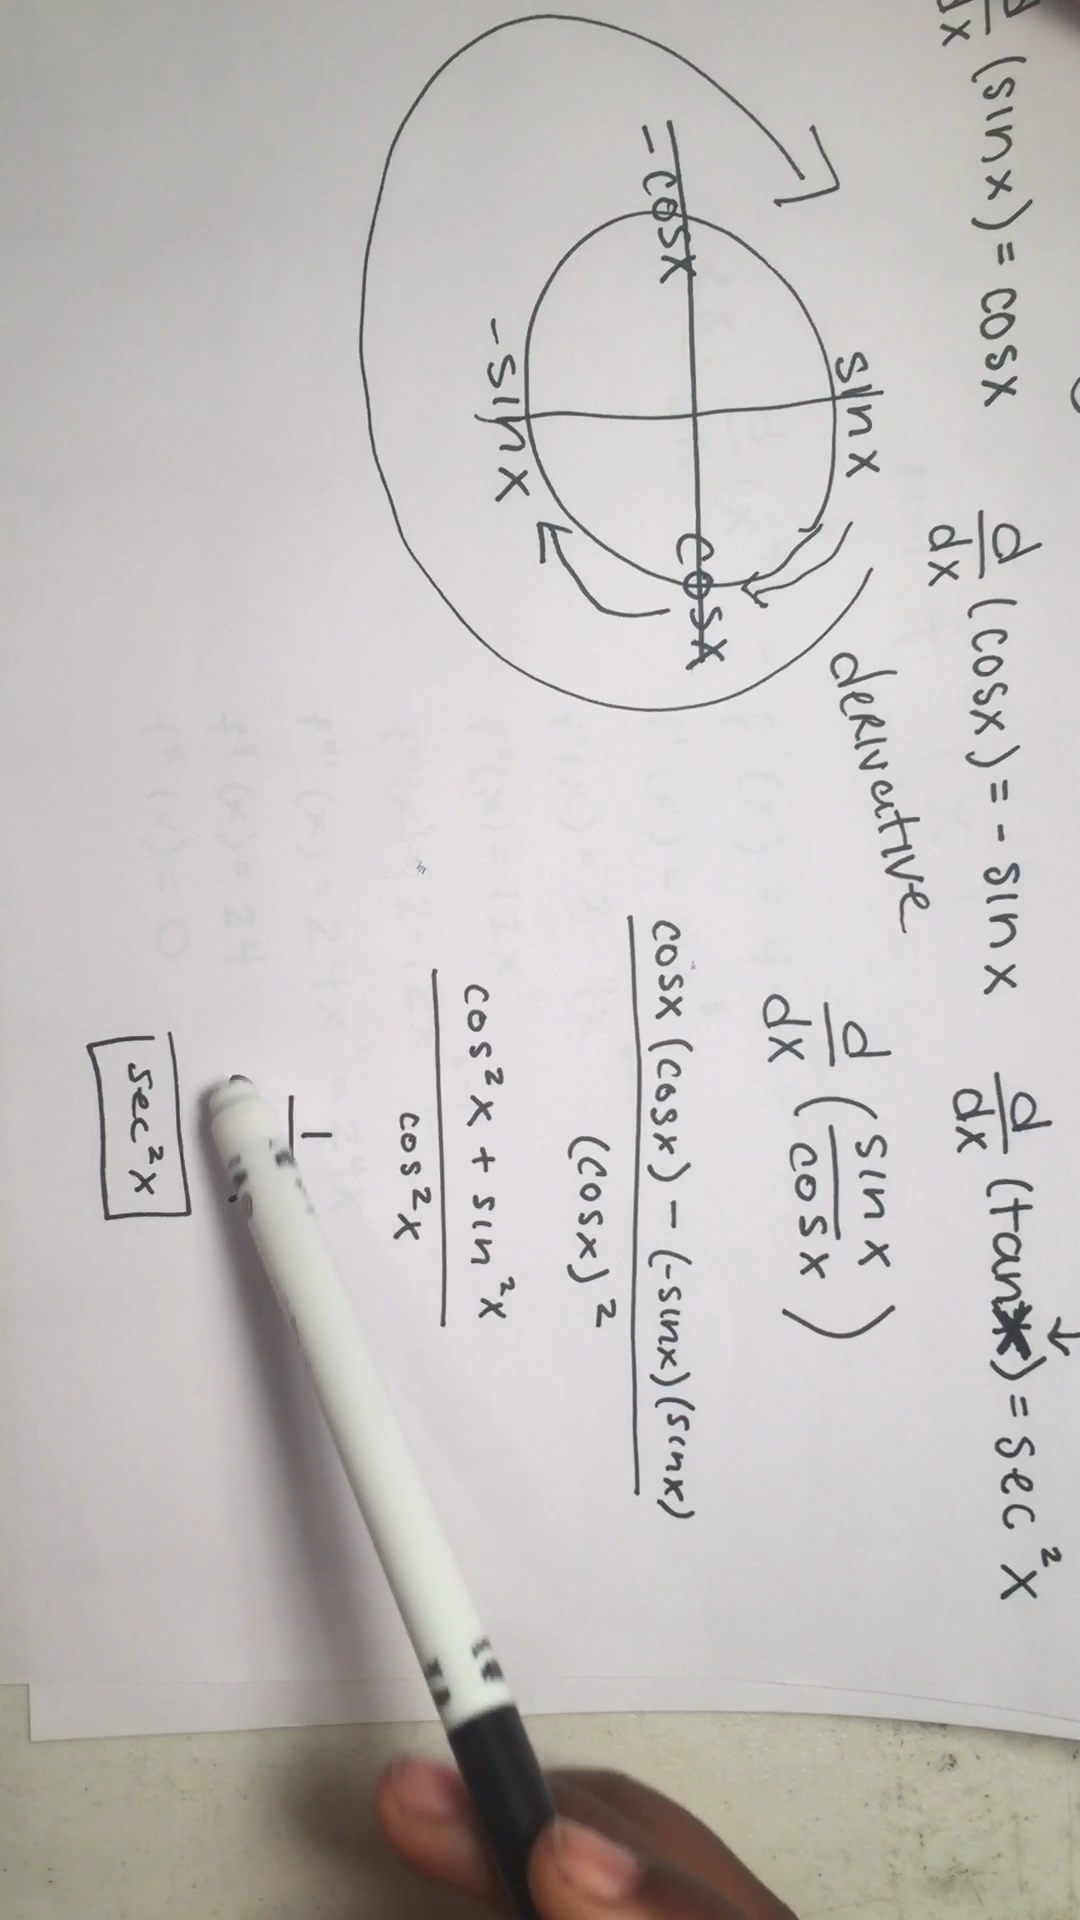 d/dx (sinx) = cosx d/dx (cosx) = - sinx d/dx (tanx) = sec²x
sinx
derivative
-cosx cosx
-sinx
d/dx (sinx/cosx)
cosx (cosx) - (-sinx)(sinx)
(cosx)²
cos²x + sin²x
cos²x
1
sec²x